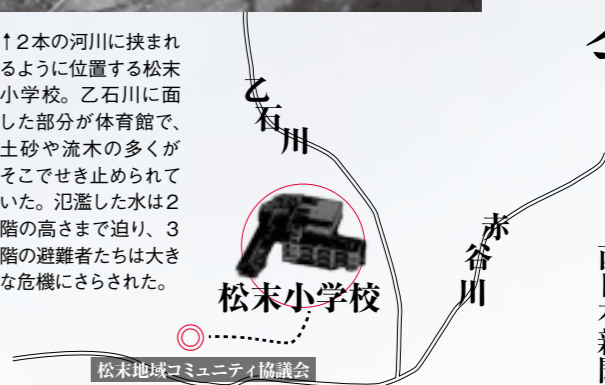 ↑2本の河川に挟まれ
るように位置する松末
小学校。乙石川に面
した部分が体育館で、
土砂や流木の多くが
そこでせき止められて
いた。氾濫した水は2
階の高さまで迫り、3
階の避難者たちは大き
な危機にさらされた。
乙石川
赤谷川
松末小学校
松末地域コミュニティ協議会